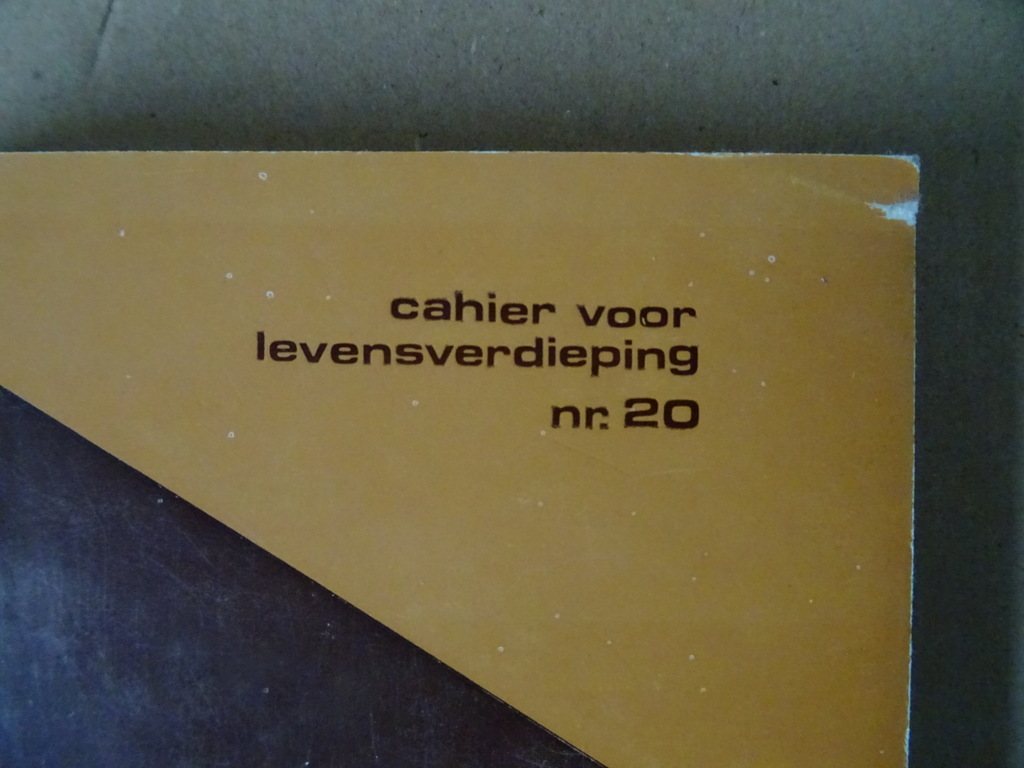 cahier voor
levensverdieping
nr. 20